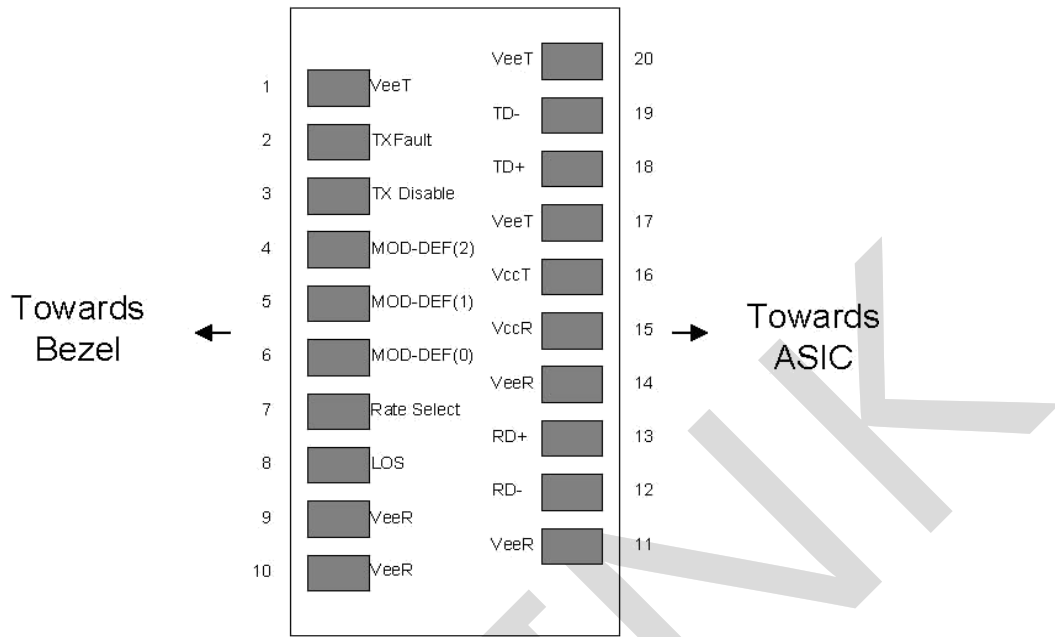 1 VeeT
2 TXFault
3 TX Disable
4 MOD-DEF(2)
5 MOD-DEF(1)
6 MOD-DEF(0)
7 Rate Select
8 LOS
9 VeeR
10 VeeR
VeeT 20
TD- 19
TD+ 18
VeeT 17
VccT 16
VccR 15
VeeR 14
RD+ 13
RD- 12
VeeR 11
Towards
Bezel
Towards
ASIC